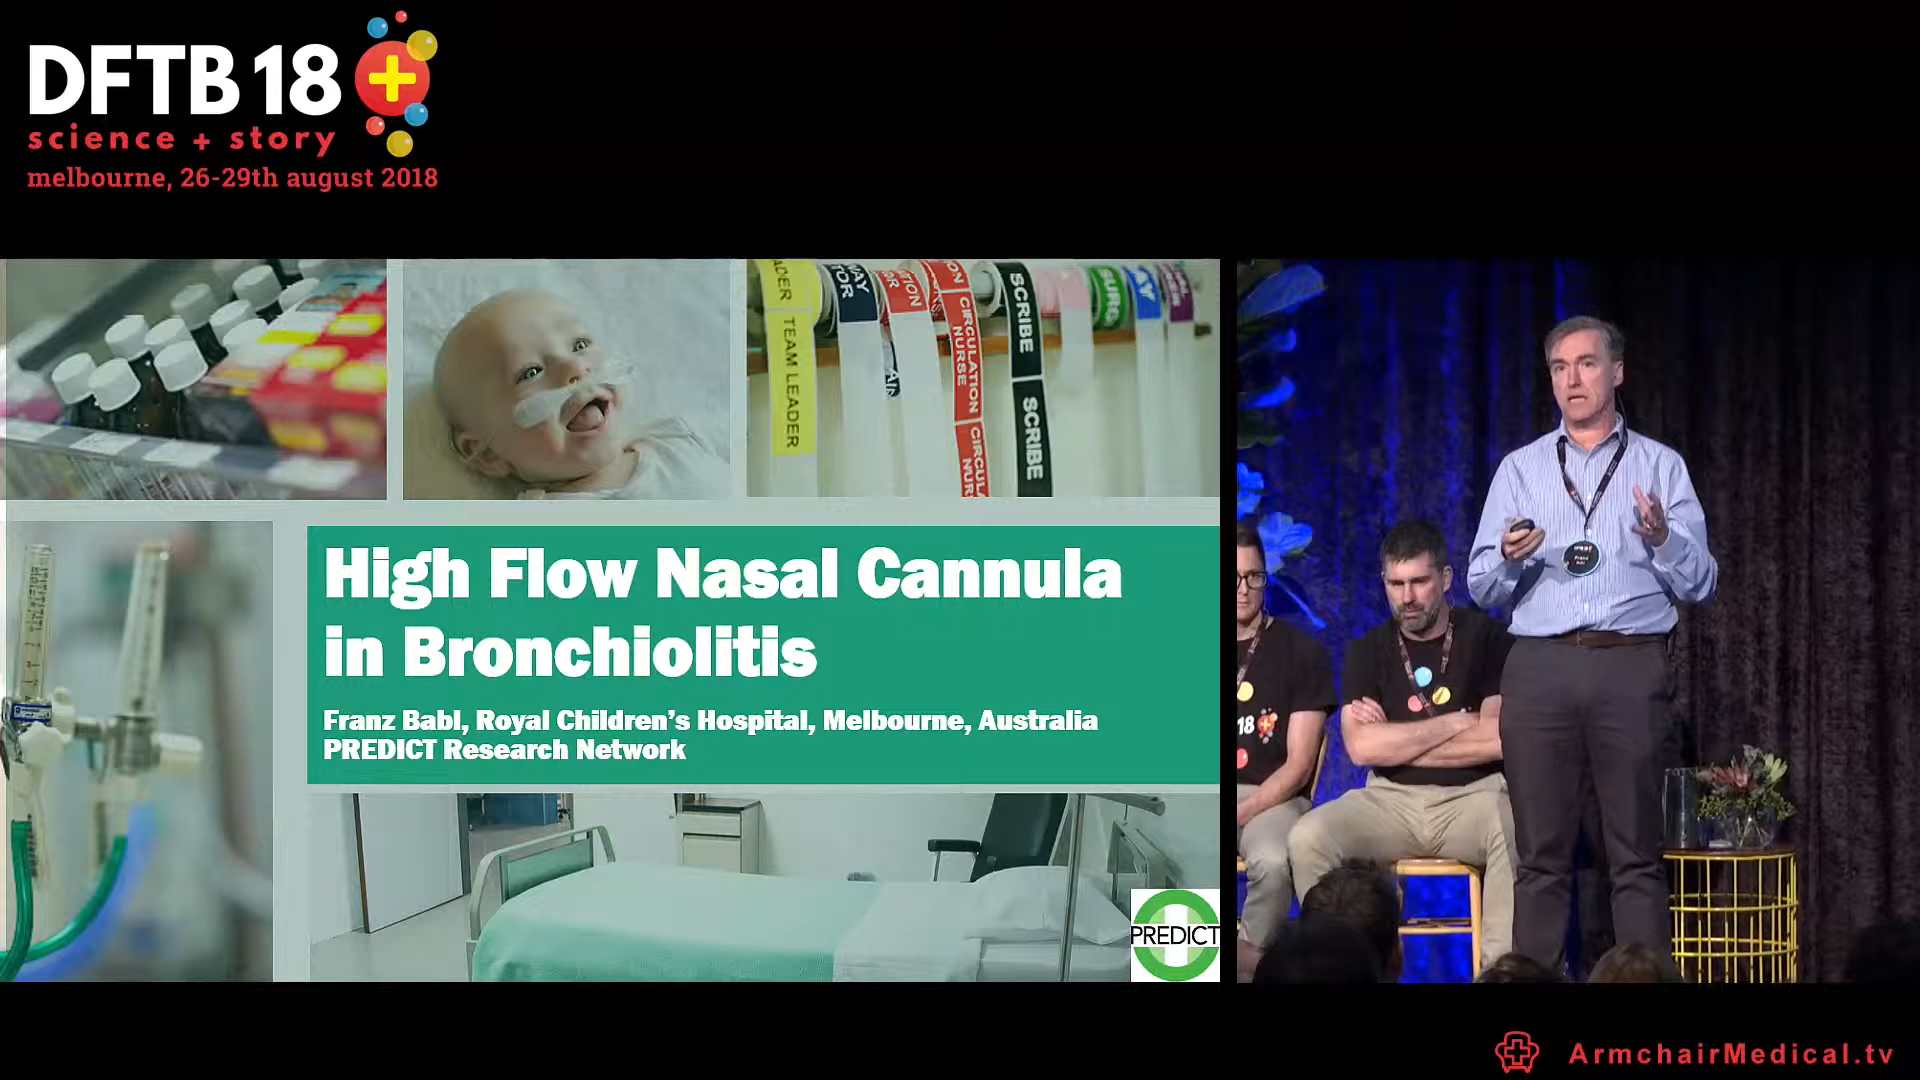 DFTB 18
science + story
melbourne, 26-29th august 2018
TEAM LEADER
CIRCULATION
NURSE
SCRIBE
SCRIBE
High Flow Nasal Cannula
in Bronchiolitis
Franz Babl, Royal Children's Hospital, Melbourne, Australia
PREDICT Research Network
PREDICT
18
ArmchairMedical.tv